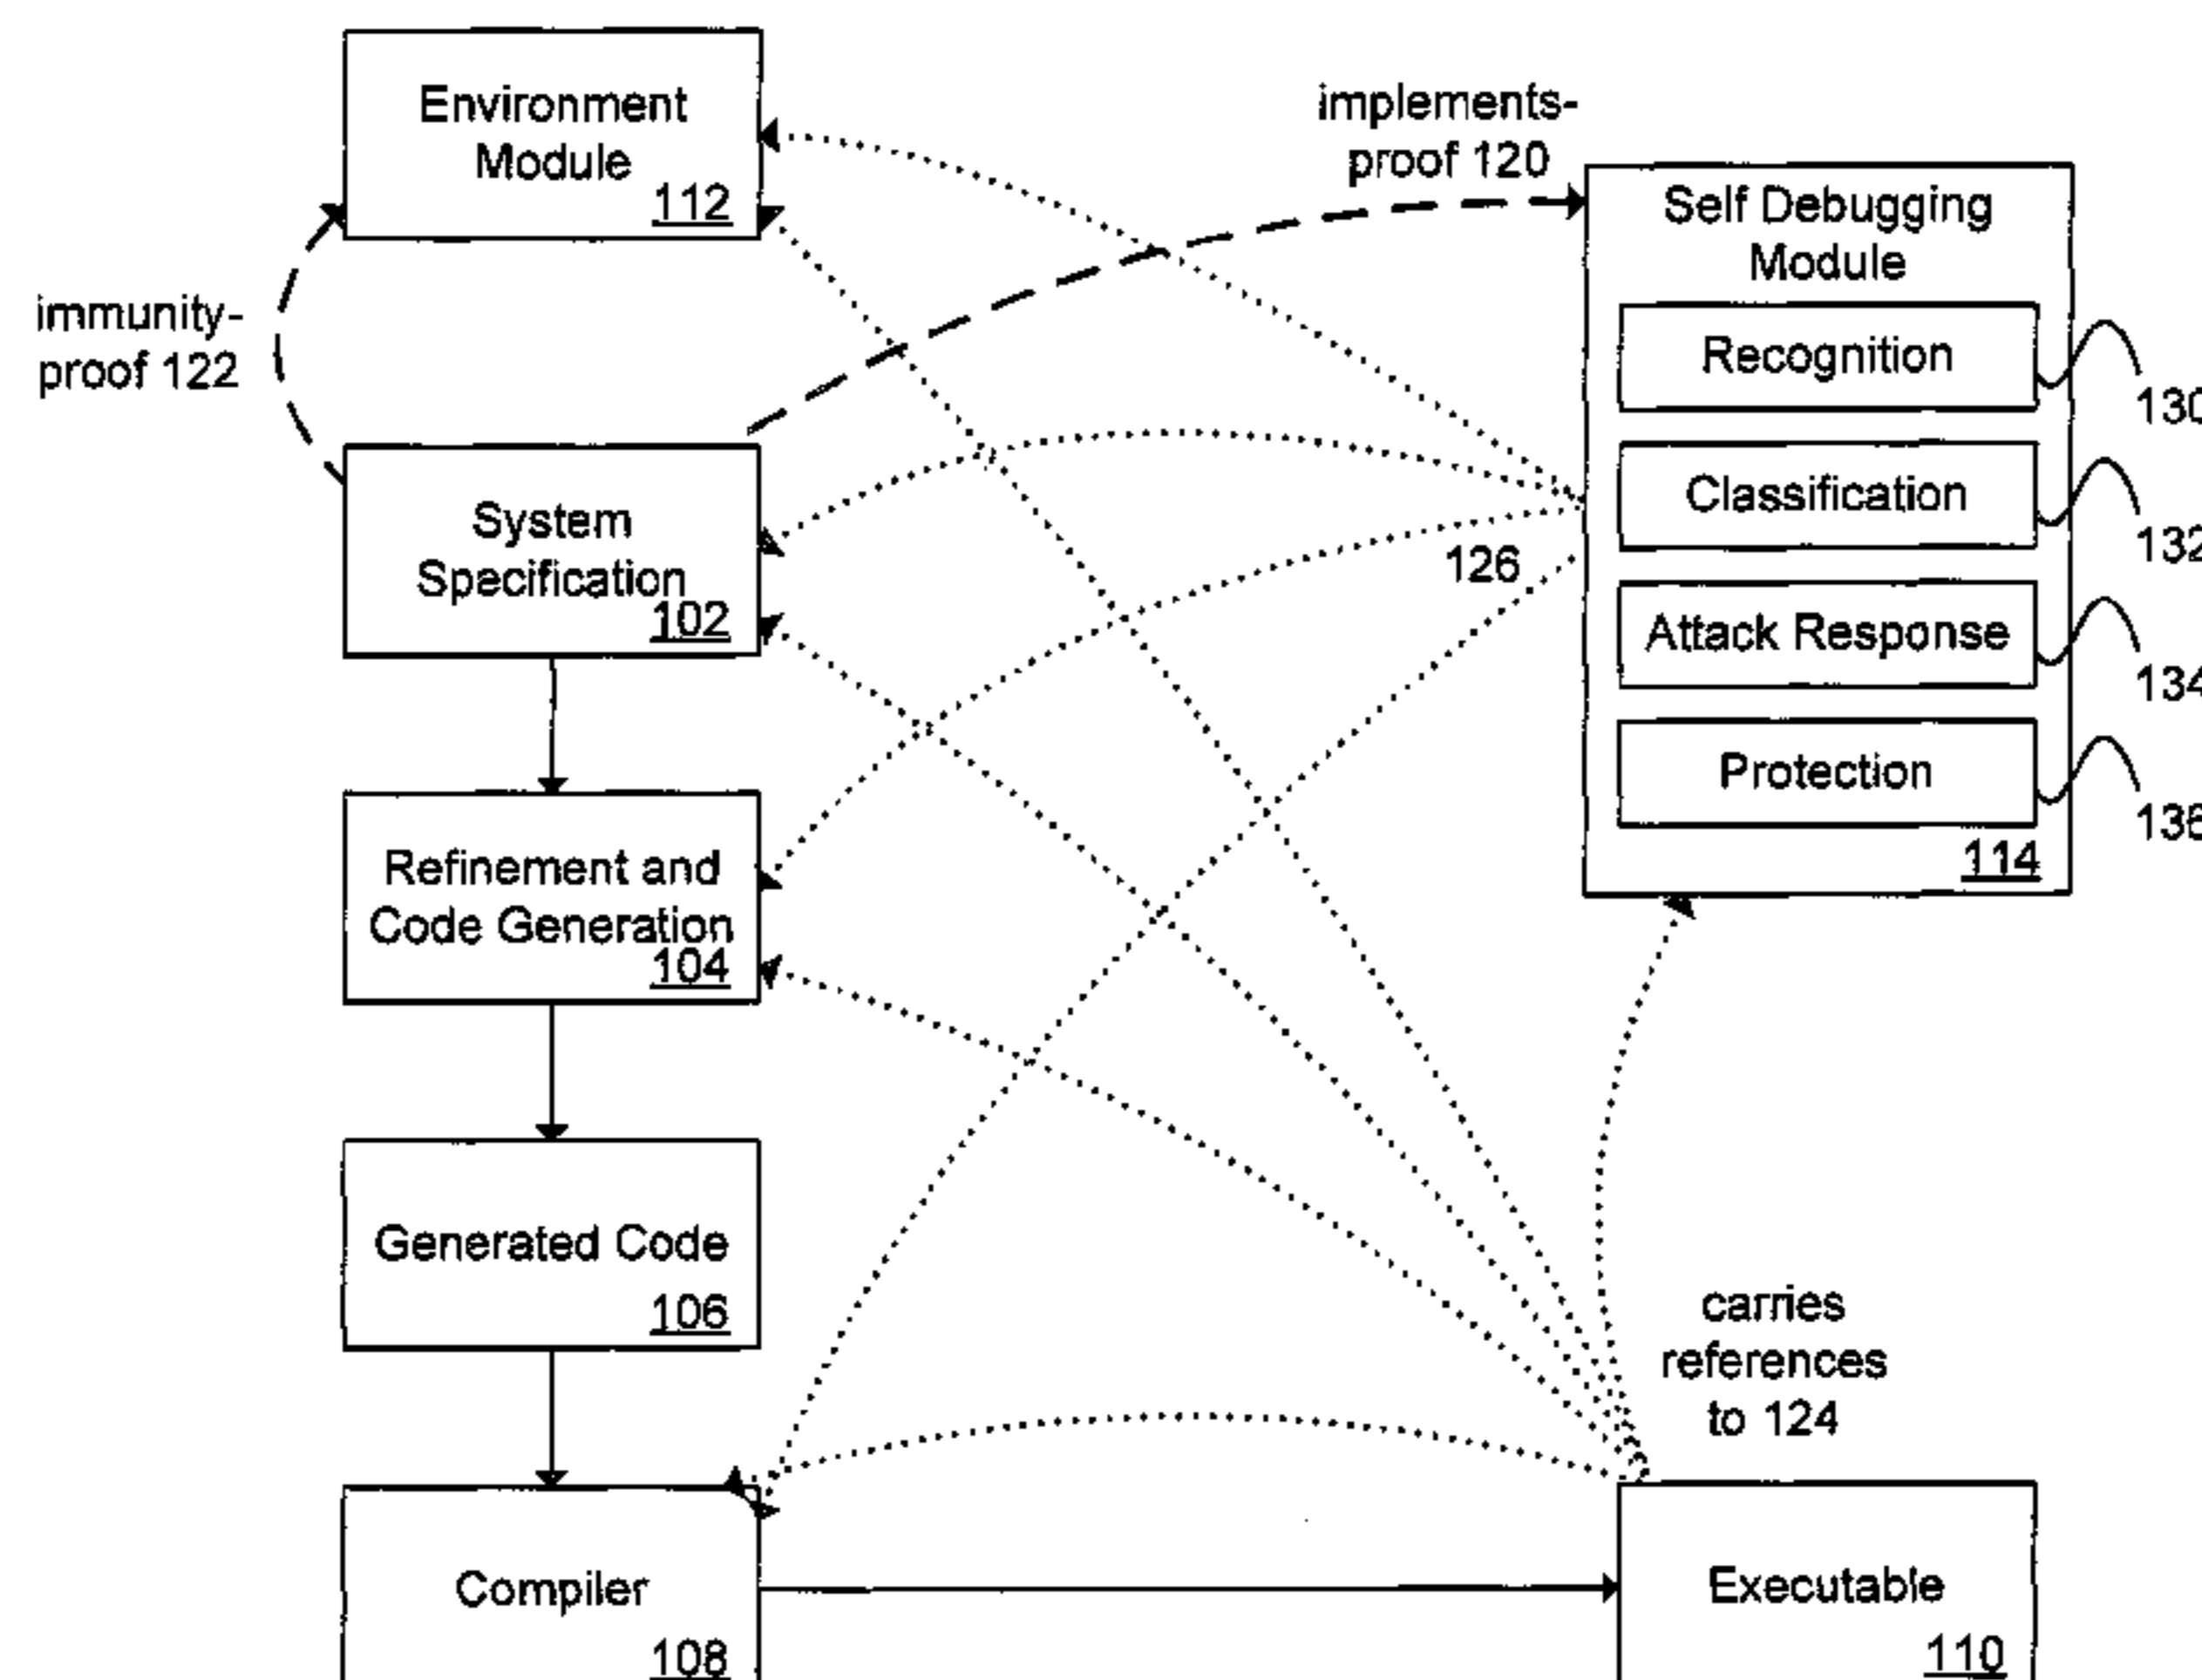 Environment
Module
112
implements-
proof 120
Self Debugging
Module
Recognition
130
Classification
132
Attack Response
134
Protection
136
114
immunity-
proof 122
System
Specification
102
126
Refinement and
Code Generation
104
Generated Code
106
carries
references
to 124
Compiler
108
Executable
110